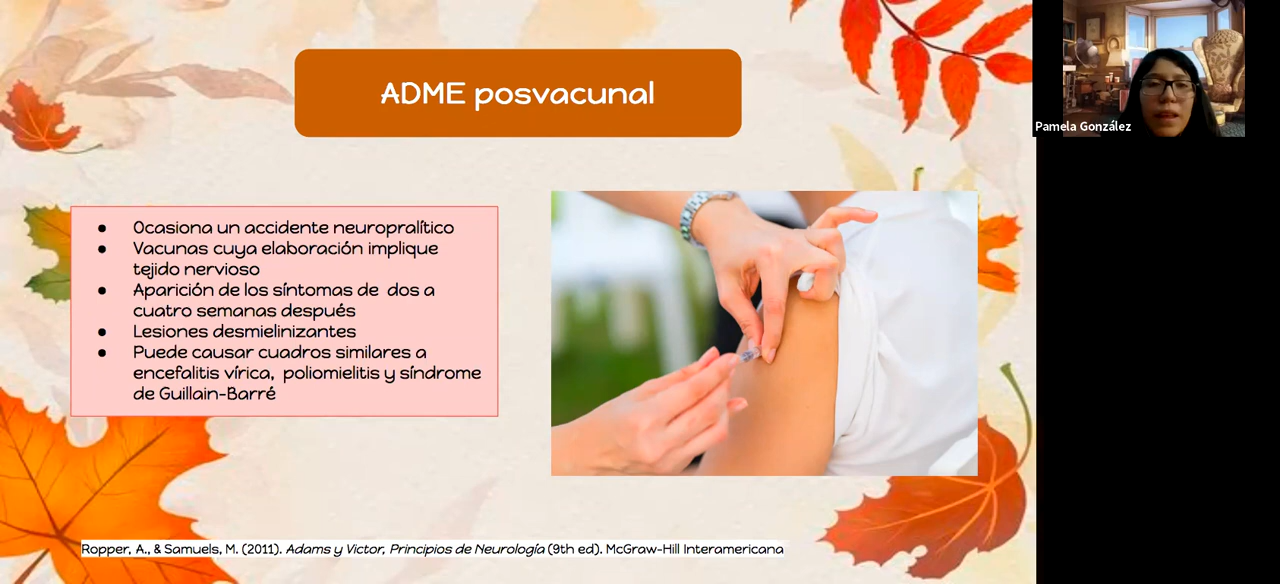 ADME posvacunal
Pamela González
● Ocasiona un accidente neuropralítico
● Vacunas cuya elaboración implique
tejido nervioso
● Aparición de los síntomas de dos a
cuatro semanas después
● Lesiones desmielinizantes
● Puede causar cuadros similares a
encefalitis vírica, poliomielitis y síndrome
de Guillain-Barré
Ropper, A., & Samuels, M. (2011). Adams y Victor, Principios de Neurología (9th ed). McGraw-Hill Interamericana